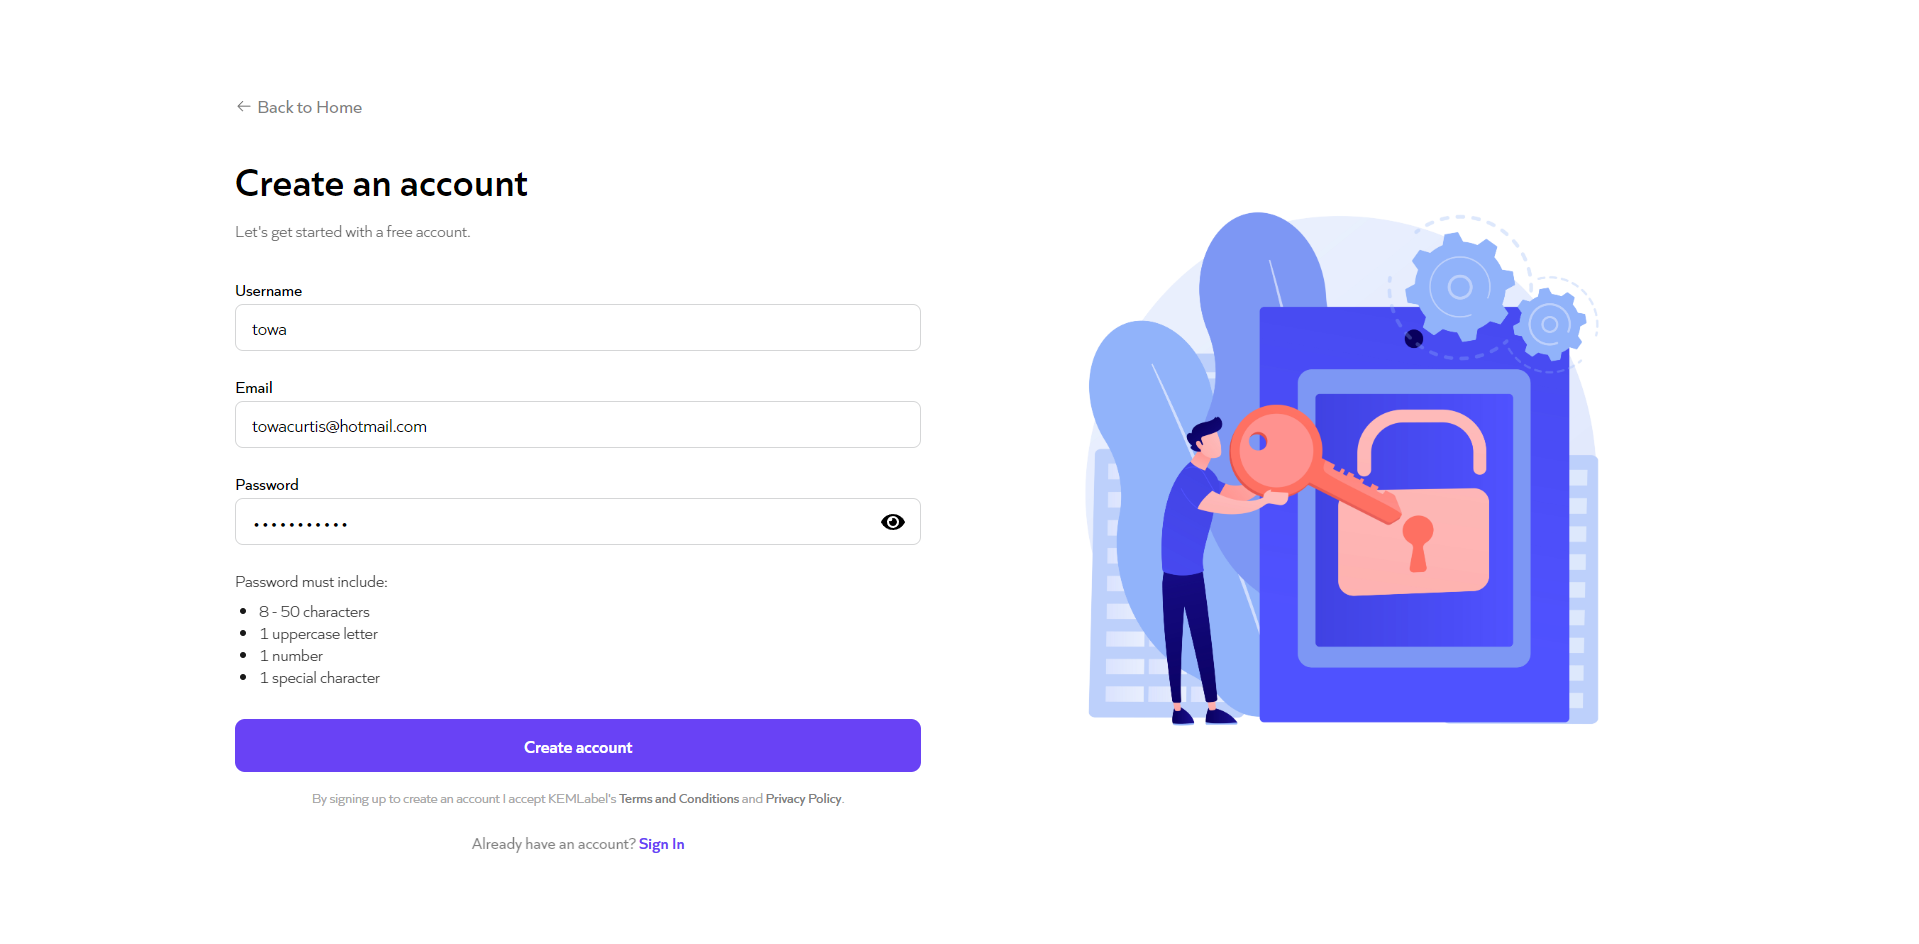 ← Back to Home
Create an account
Let's get started with a free account.
Username
towa
Email
towacurtis@hotmail.com
Password
•••••••••••
Password must include:
• 8 - 50 characters
• 1 uppercase letter
• 1 number
• 1 special character
Create account
By signing up to create an account I accept KEMLabel's Terms and Conditions and Privacy Policy.
Already have an account? Sign In